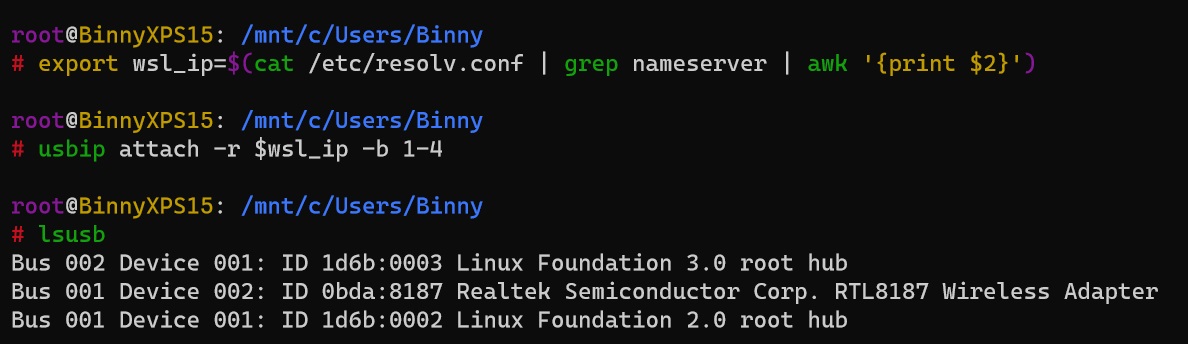 root@BinnyXPS15: /mnt/c/Users/Binny
# export wsl_ip=$(cat /etc/resolv.conf | grep nameserver | awk '{print $2}')
root@BinnyXPS15: /mnt/c/Users/Binny
# usbip attach -r $wsl_ip -b 1-4
root@BinnyXPS15: /mnt/c/Users/Binny
# lsusb
Bus 002 Device 001: ID 1d6b:0003 Linux Foundation 3.0 root hub
Bus 001 Device 002: ID 0bda:8187 Realtek Semiconductor Corp. RTL8187 Wireless Adapter
Bus 001 Device 001: ID 1d6b:0002 Linux Foundation 2.0 root hub